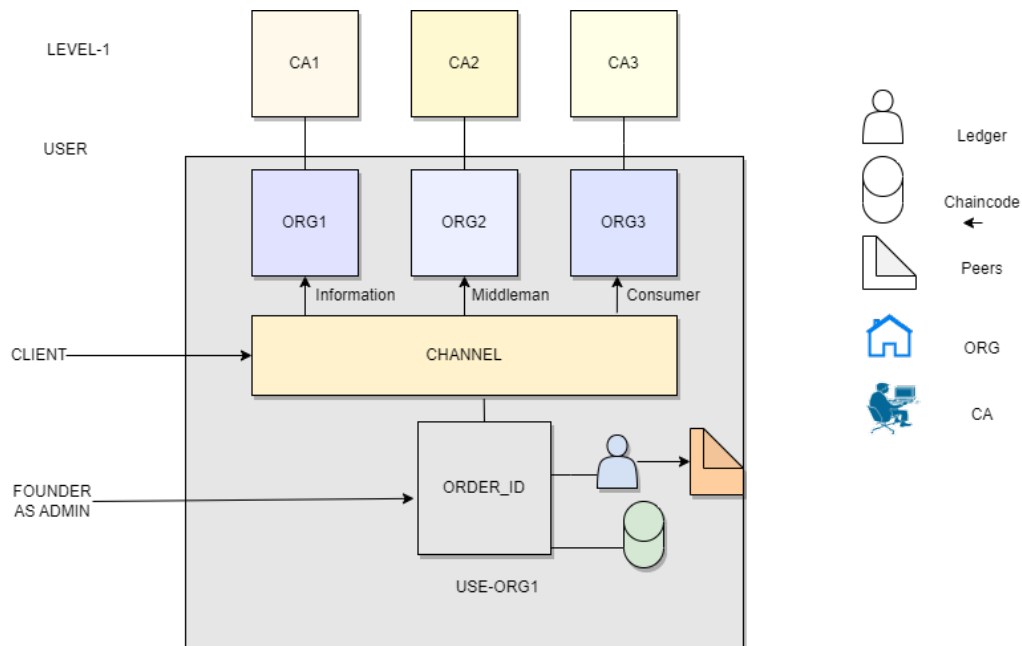 LEVEL-1
CA1
CA2
CA3
USER
ORG1
ORG2
ORG3
Information
Middleman
Consumer
CLIENT
CHANNEL
FOUNDER
AS ADMIN
ORDER_ID
USE-ORG1
Ledger
Chaincode
Peers
ORG
CA